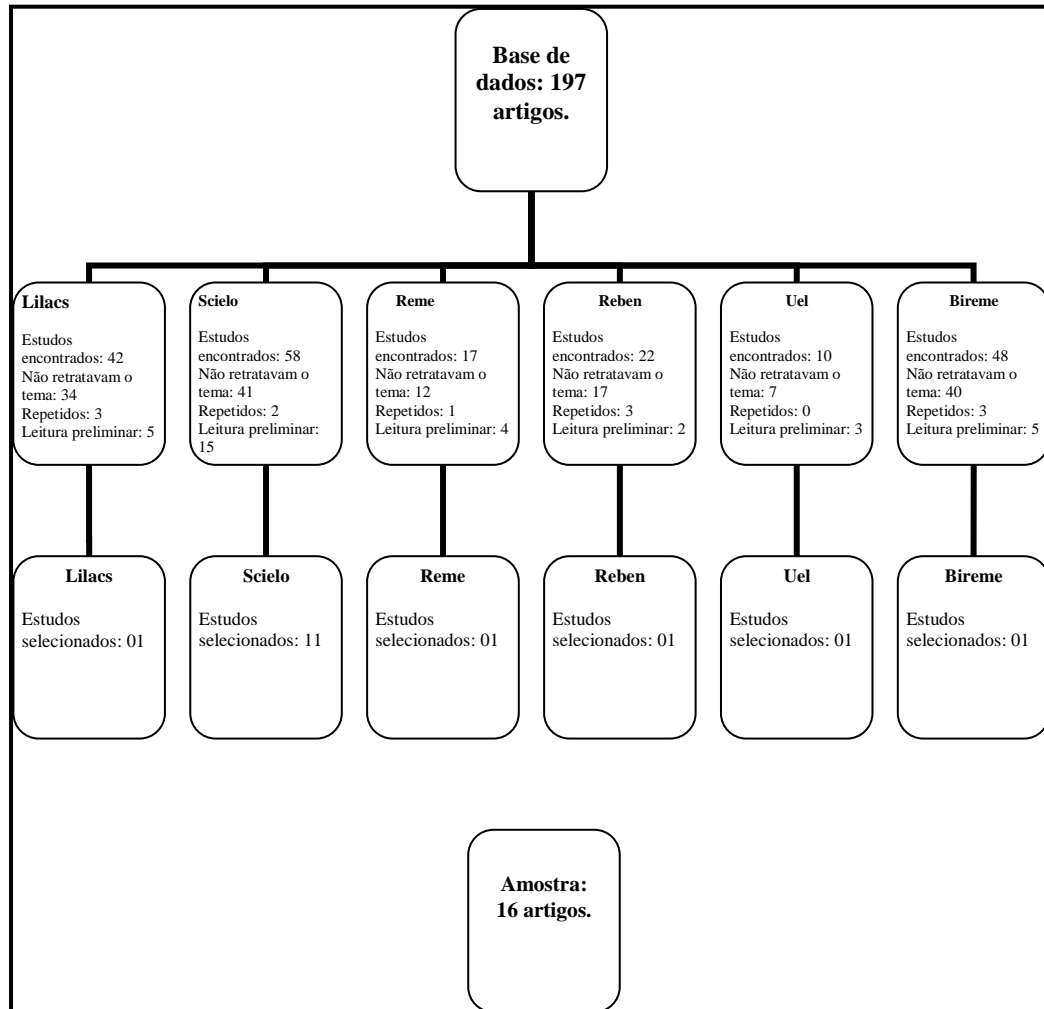 Base de
dados: 197
artigos.
Lilacs
Estudos
encontrados: 42
Não retratavam o
tema: 34
Repetidos: 3
Leitura preliminar: 5
Scielo
Estudos
encontrados: 58
Não retratavam o
tema: 41
Repetidos: 2
Leitura preliminar:
15
Reme
Estudos
encontrados: 17
Não retratavam o
tema: 12
Repetidos: 1
Leitura preliminar: 4
Reben
Estudos
encontrados: 22
Não retratavam o
tema: 17
Repetidos: 3
Leitura preliminar: 2
Uel
Estudos
encontrados: 10
Não retratavam o
tema: 7
Repetidos: 0
Leitura preliminar: 3
Bireme
Estudos
encontrados: 48
Não retratavam o
tema: 40
Repetidos: 3
Leitura preliminar: 5
Lilacs
Estudos
selecionados: 01
Scielo
Estudos
selecionados: 11
Reme
Estudos
selecionados: 01
Reben
Estudos
selecionados: 01
Uel
Estudos
selecionados: 01
Bireme
Estudos
selecionados: 01
Amostra:
16 artigos.